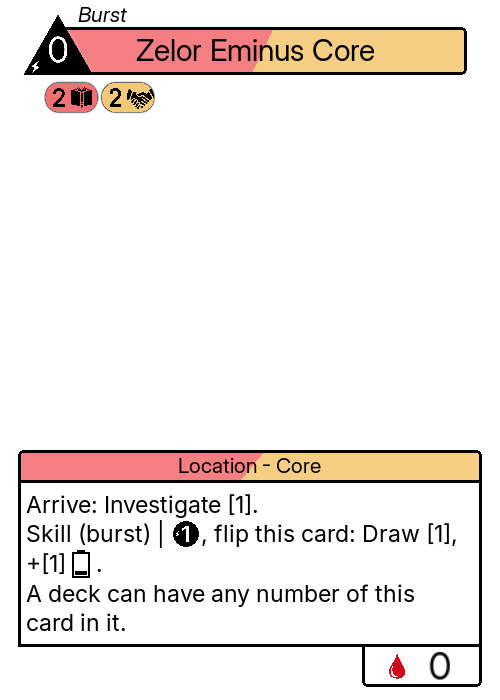 Burst
0 Zelor Eminus Core
2 2
Location - Core
Arrive: Investigate [1].
Skill (burst) | 1, flip this card: Draw [1],
+[1] .
A deck can have any number of this
card in it.
0